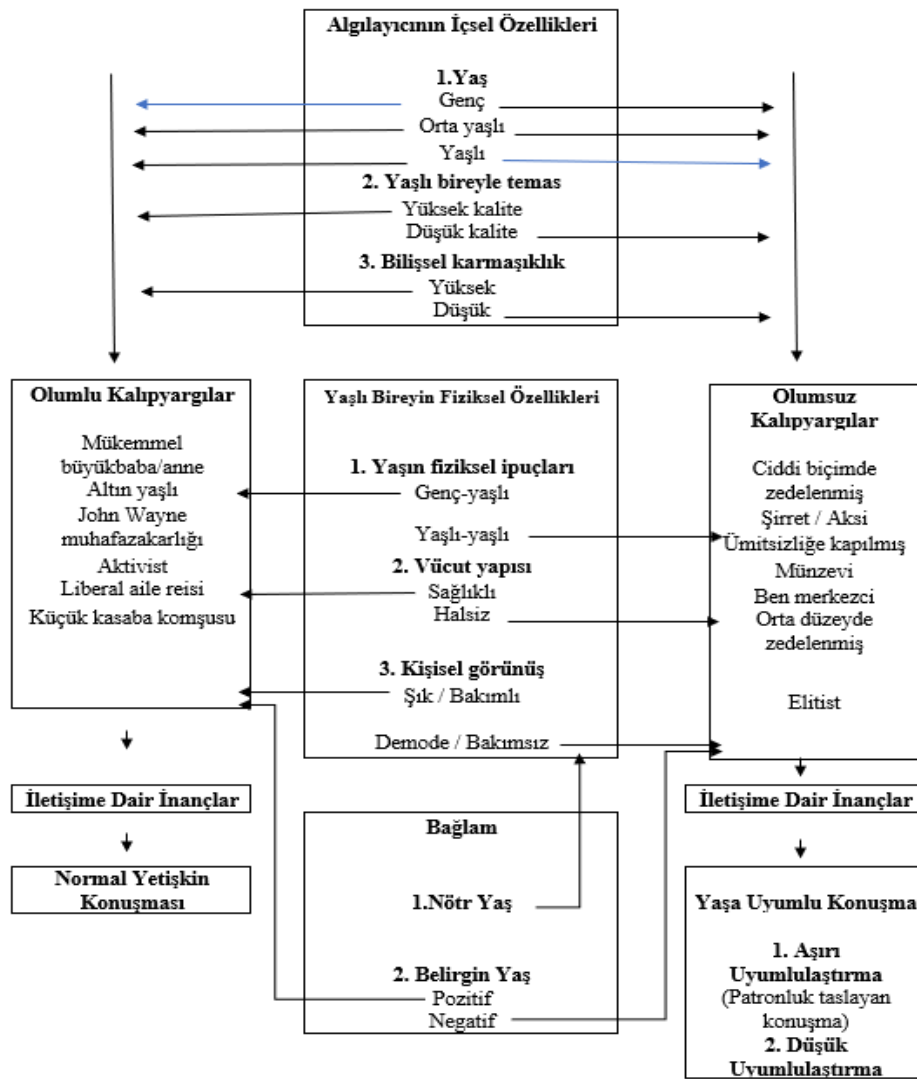 Algılayıcının İçsel Özellikleri
1.Yaş
Genç
Orta yaşlı
Yaşlı
2. Yaşlı bireyle temas
Yüksek kalite
Düşük kalite
3. Bilişsel karmaşıklık
Yüksek
Düşük
Olumlu Kalıpyargılar
Mükemmel
büyükbaba/anne
Altın yaşlı
John Wayne
muhafazakarlığı
Aktivist
Liberal aile reisi
Küçük kasaba komşusu
Yaşlı Bireyin Fiziksel Özellikleri
1. Yaşın fiziksel ipuçları
Genç-yaşlı
Yaşlı-yaşlı
2. Vücut yapısı
Sağlıklı
Halsiz
3. Kişisel görünüş
Şık / Bakımlı
Demode / Bakımsız
Olumsuz
Kalıpyargılar
Ciddi biçimde
zedelenmiş
Şirret / Aksi
Ümitsizliğe kapılmış
Münzevi
Ben merkezci
Orta düzeyde
zedelenmiş
Elitist
İletişime Dair İnançlar
Normal Yetişkin
Konuşması
Bağlam
1.Nötr Yaş
2. Belirgin Yaş
Pozitif
Negatif
İletişime Dair İnançlar
Yaşa Uyumlu Konuşma
1. Aşırı
Uyumlulaştırma
(Patronluk taslayan
konuşma)
2. Düşük
Uyumlulaştırma